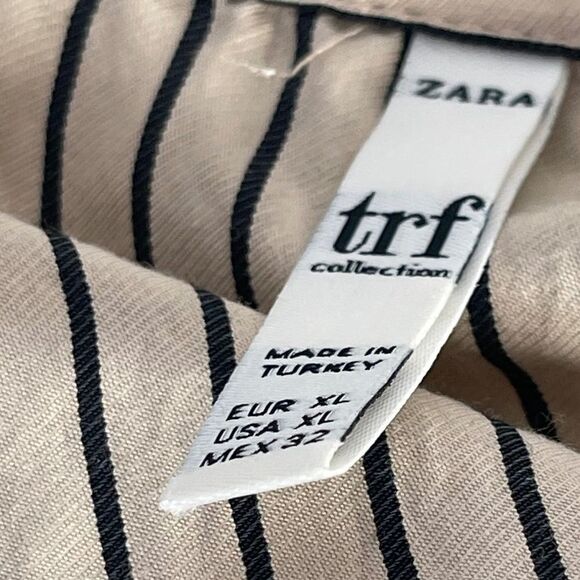 ZARA
trf
collection
MADE IN
TURKEY
EUR XL
USA XL
MEX 32